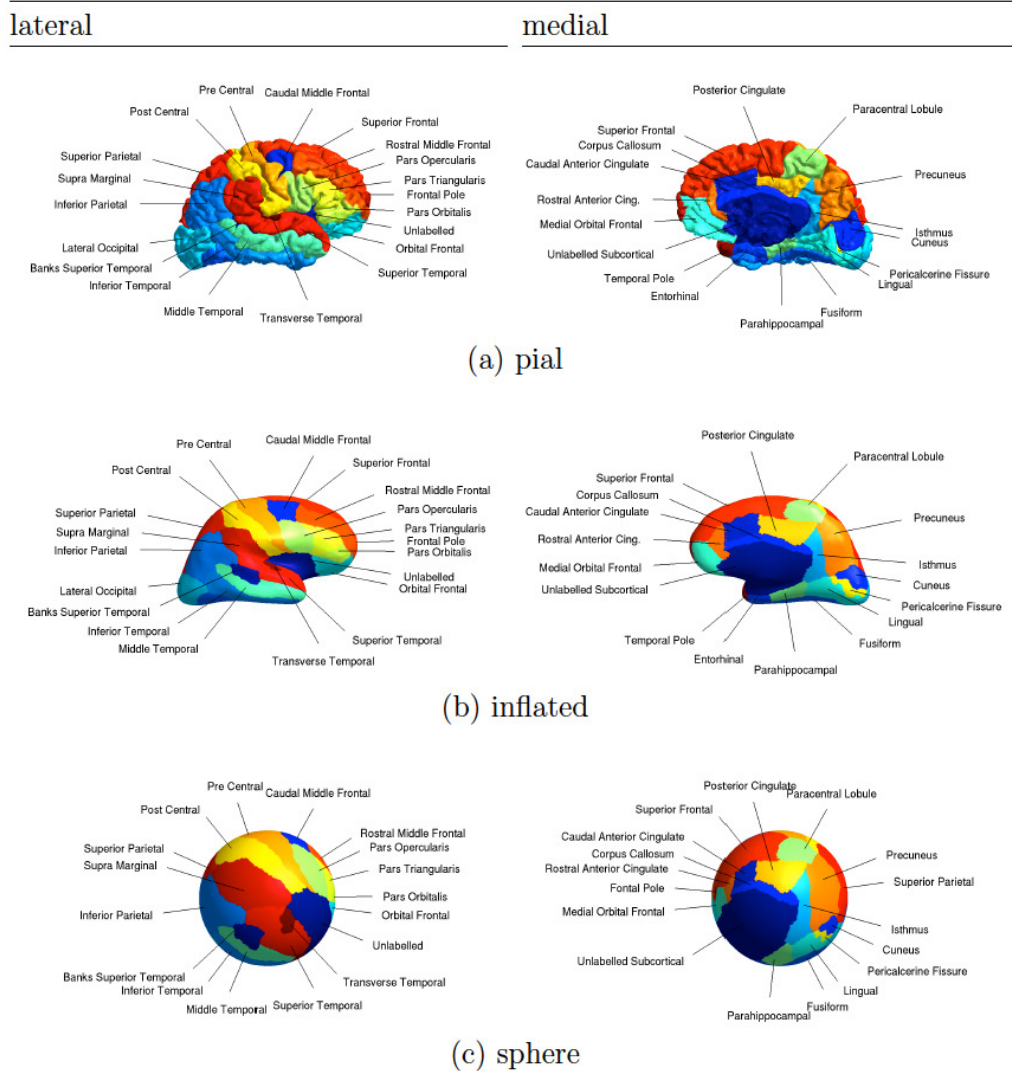 lateral
medial
Pre Central
Caudal Middle Frontal
Post Central
Superior Frontal
Rostral Middle Frontal
Superior Parietal
Pars Opercularis
Supra Marginal
Pars Triangularis
Frontal Pole
Inferior Parietal
Pars Orbitalis
Unlabelled
Lateral Occipital
Orbital Frontal
Banks Superior Temporal
Superior Temporal
Inferior Temporal
Middle Temporal
Transverse Temporal
Posterior Cingulate
Paracentral Lobule
Superior Frontal
Corpus Callosum
Caudal Anterior Cingulate
Precuneus
Rostral Anterior Cing.
Medial Orbital Frontal
Isthmus
Cuneus
Unlabelled Subcortical
Temporal Pole
Pericalcerine Fissure
Lingual
Entorhinal
Fusiform
Parahippocampal
(a) pial
Caudal Middle Frontal
Pre Central
Post Central
Superior Frontal
Rostral Middle Frontal
Superior Parietal
Pars Opercularis
Supra Marginal
Pars Triangularis
Frontal Pole
Inferior Parietal
Pars Orbitalis
Unlabelled
Lateral Occipital
Orbital Frontal
Banks Superior Temporal
Inferior Temporal
Superior Temporal
Middle Temporal
Transverse Temporal
Posterior Cingulate
Paracentral Lobule
Superior Frontal
Corpus Callosum
Caudal Anterior Cingulate
Precuneus
Rostral Anterior Cing.
Medial Orbital Frontal
Isthmus
Unlabelled Subcortical
Cuneus
Pericalcerine Fissure
Lingual
Temporal Pole
Fusiform
Entorhinal
Parahippocampal
(b) inflated
Pre Central
Caudal Middle Frontal
Post Central
Rostral Middle Frontal
Superior Parietal
Pars Opercularis
Supra Marginal
Pars Triangularis
Pars Orbitalis
Inferior Parietal
Orbital Frontal
Unlabelled
Banks Superior Temporal
Transverse Temporal
Inferior Temporal
Middle Temporal
Superior Temporal
Posterior Cingulate
Paracentral Lobule
Superior Frontal
Caudal Anterior Cingulate
Corpus Callosum
Precuneus
Rostral Anterior Cingulate
Superior Parietal
Fontal Pole
Medial Orbital Frontal
Isthmus
Cuneus
Unlabelled Subcortical
Pericalcerine Fissure
Lingual
Fusiform
Parahippocampal
(c) sphere